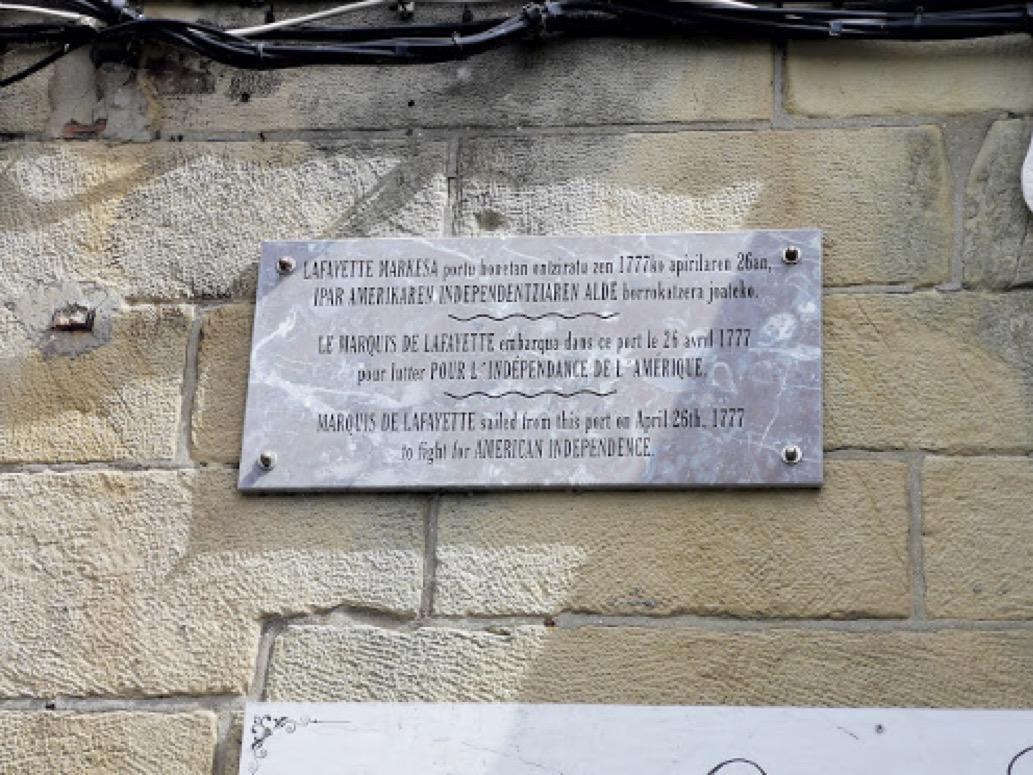 LAFAYETTE MARKESA portu honetan ontziratu zen 1777ko apirilaren 26an,
IPAR AMERIKAREN INDEPENDENTZIAREN ALDE borrokatzera joateko.
LE MARQUIS DE LAFAYETTE embarqua dans ce port le 26 avril 1777
pour lutter POUR L'INDÉPENDANCE DE L'AMÉRIQUE.
MARQUIS DE LAFAYETTE sailed from this port on April 26th, 1777
to fight for AMERICAN INDEPENDENCE.